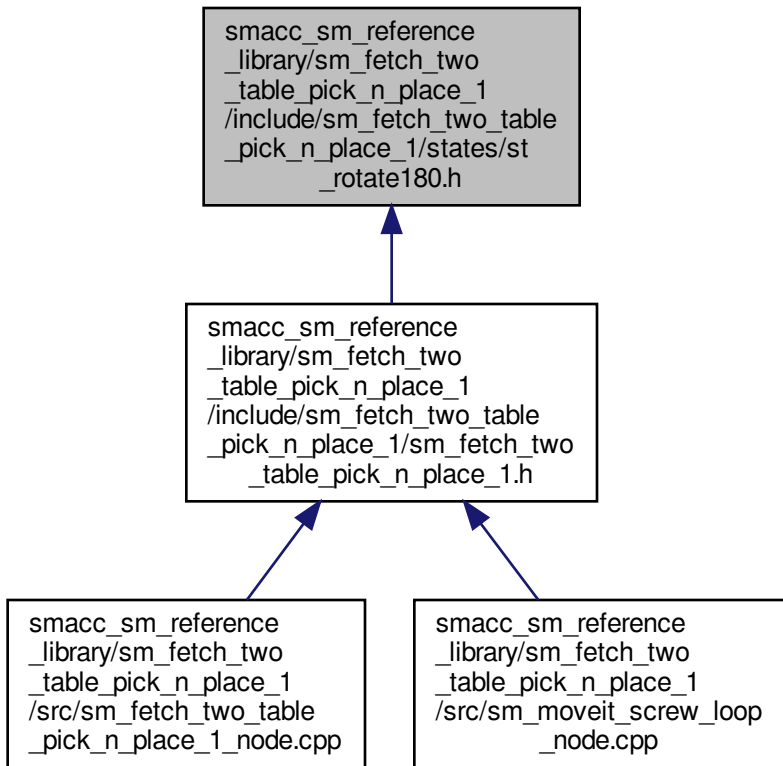 smacc_sm_reference
_library/sm_fetch_two
_table_pick_n_place_1
/include/sm_fetch_two_table
_pick_n_place_1/states/st
_rotate180.h
smacc_sm_reference
_library/sm_fetch_two
_table_pick_n_place_1
/include/sm_fetch_two_table
_pick_n_place_1/sm_fetch_two
_table_pick_n_place_1.h
smacc_sm_reference
_library/sm_fetch_two
_table_pick_n_place_1
/src/sm_fetch_two_table
_pick_n_place_1_node.cpp
smacc_sm_reference
_library/sm_fetch_two
_table_pick_n_place_1
/src/sm_moveit_screw_loop
_node.cpp